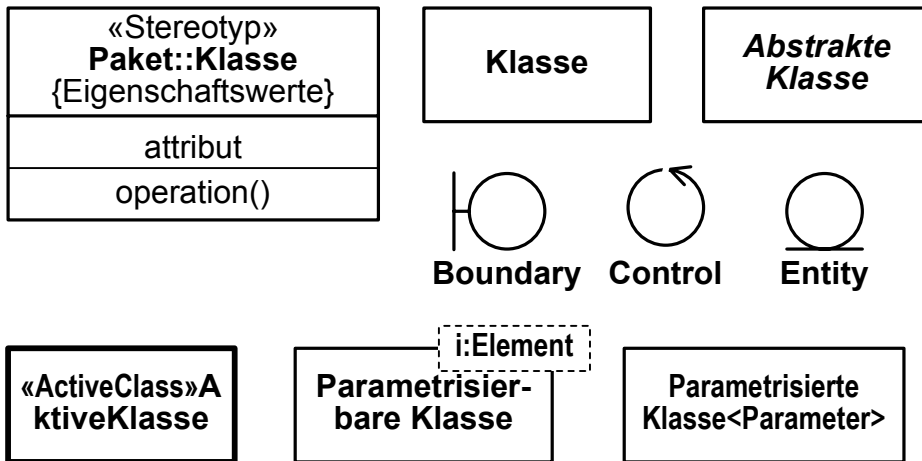 «Stereotyp»
Paket::Klasse
{Eigenschaftswerte}
attribut
operation()
Klasse
Abstrakte
Klasse
Boundary
Control
Entity
«ActiveClass»A
ktiveKlasse
i:Element
Parametrisier-
bare Klasse
Parametrisierte
Klasse<Parameter>